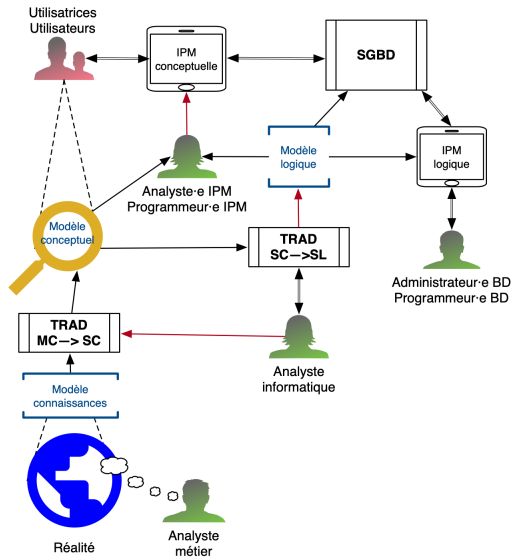 Utilisatrices
Utilisateurs
IPM
conceptuelle
SGBD
Modèle
logique
IPM
logique
Analyste·e IPM
Programmeur·e IPM
Modèle
conceptuel
TRAD
SC—>SL
Administrateur·e BD
Programmeur·e BD
TRAD
MC—> SC
Analyste
informatique
Modèle
connaissances
Analyste
métier
Réalité